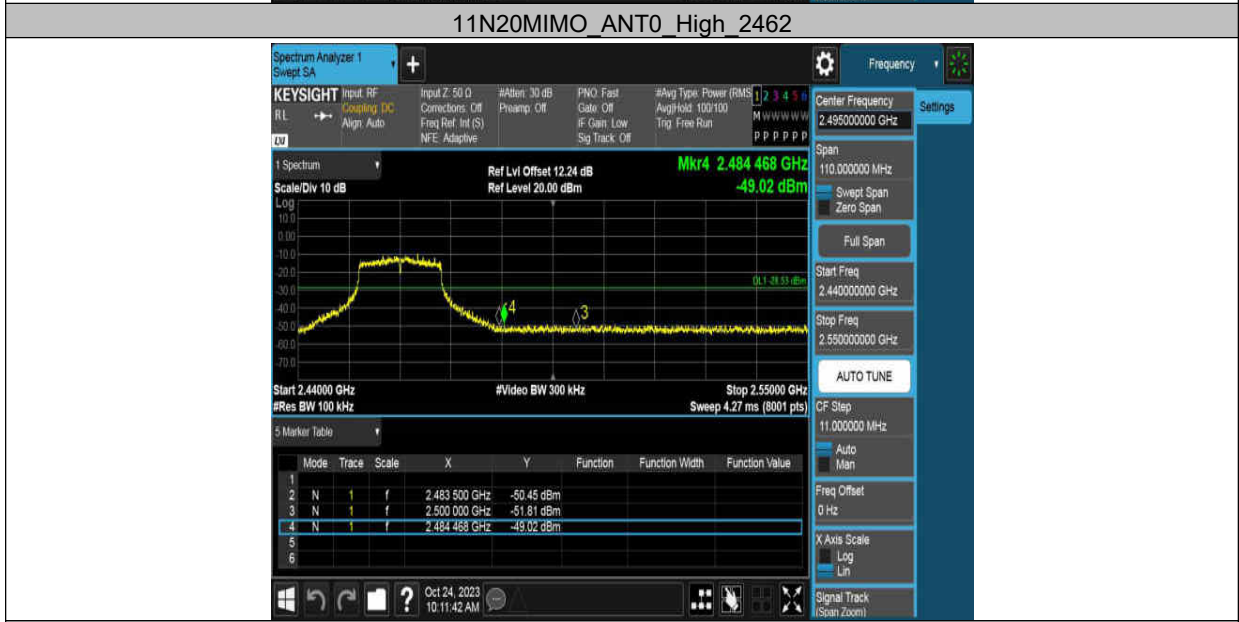 11N20MIMO_ANT0_High_2462
Spectrum Analyzer 1
Swept SA
+
Frequency
KEYSIGHT Input: RF Input Z: 50 Ω #Atten: 30 dB PNO: Fast #Avg Type: Power (RMS 1 2 3 4 5 6
RL Coupling: DC Corrections: Off Preamp: Off Gate: Off Avg|Hold: 100/100 M W W W W W
Align: Auto Freq Ref: Int (S) IF Gain: Low Trig: Free Run
NFE: Adaptive Sig Track: Off P P P P P P
LXI
Center Frequency
2.495000000 GHz
Settings
Span
110.000000 MHz
Swept Span
Zero Span
Full Span
Start Freq
2.440000000 GHz
Stop Freq
2.550000000 GHz
AUTO TUNE
CF Step
11.000000 MHz
Auto
Man
Freq Offset
0 Hz
X Axis Scale
Log
Lin
Signal Track
(Span Zoom)
1 Spectrum
Ref Lvl Offset 12.24 dB
Mkr4 2.484 468 GHz
Scale/Div 10 dB
Ref Level 20.00 dBm
-49.02 dBm
Log
10.0
0.00
-10.0
-20.0
DL1 -28.53 dBm
-30.0
-40.0
4
3
-50.0
-60.0
-70.0
Start 2.44000 GHz #Video BW 300 kHz Stop 2.55000 GHz
#Res BW 100 kHz Sweep 4.27 ms (8001 pts)
5 Marker Table
Mode Trace Scale X Y Function Function Width Function Value
1
2 N 1 f 2.483 500 GHz -50.45 dBm
3 N 1 f 2.500 000 GHz -51.81 dBm
4 N 1 f 2.484 468 GHz -49.02 dBm
5
6
?
Oct 24, 2023
10:11:42 AM